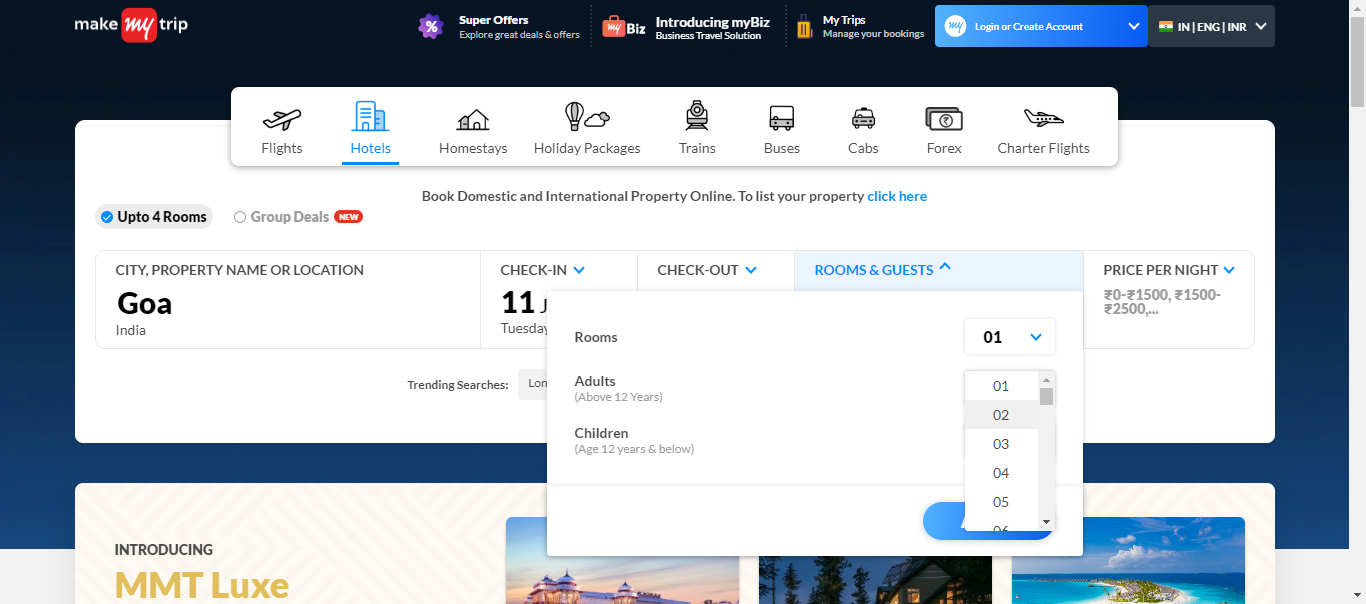 make my trip
%
Super Offers
Explore great deals & offers
my Biz
Introducing myBiz
Business Travel Solution
My Trips
Manage your bookings
my
Login or Create Account
IN | ENG | INR
Flights
Hotels
Homestays
Holiday Packages
Trains
Buses
Cabs
₹
Forex
Charter Flights
Book Domestic and International Property Online. To list your property click here
Upto 4 Rooms
Group Deals NEW
CITY, PROPERTY NAME OR LOCATION
Goa
India
CHECK-IN
11 J
Tuesday
CHECK-OUT
ROOMS & GUESTS
PRICE PER NIGHT
₹0-₹1500, ₹1500-
₹2500,...
Rooms
01
Adults
(Above 12 Years)
Children
(Age 12 years & below)
01
02
03
04
05
06
Trending Searches:
Lon
INTRODUCING
MMT Luxe